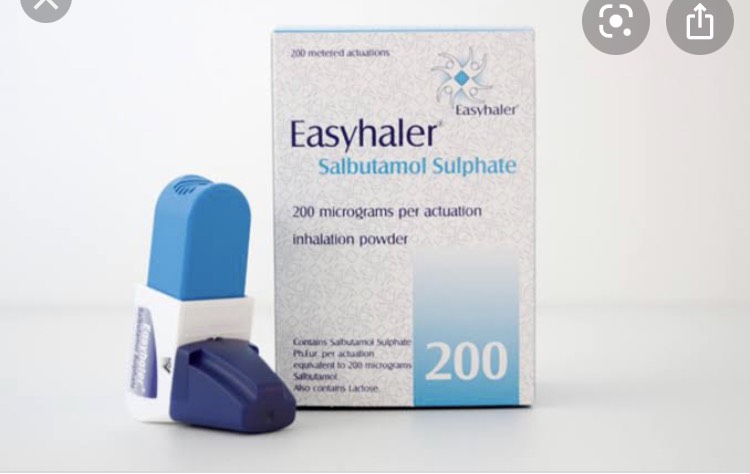 200 metered actuations
Easyhaler®
Easyhaler®
Salbutamol Sulphate
200 micrograms per actuation
inhalation powder
Contains Salbutamol Sulphate
Ph.Eur. per actuation
equivalent to 200 micrograms
Salbutamol.
Also contains Lactose.
200
Easyhaler